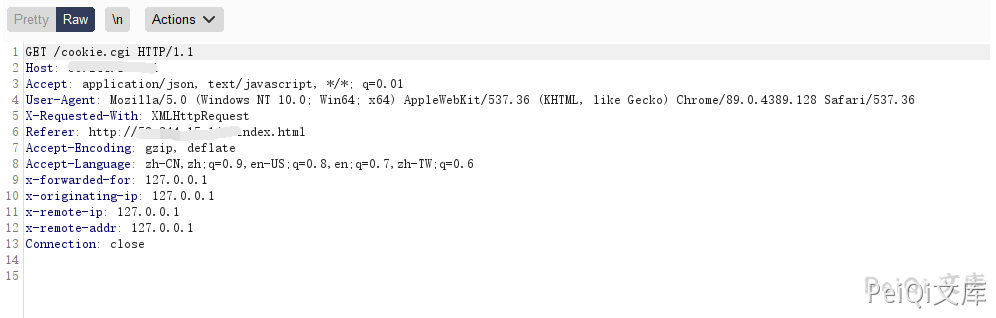 Pretty Raw \n Actions
1 GET /cookie.cgi HTTP/1.1
2 Host:
3 Accept: application/json, text/javascript, */*; q=0.01
4 User-Agent: Mozilla/5.0 (Windows NT 10.0; Win64; x64) AppleWebKit/537.36 (KHTML, like Gecko) Chrome/89.0.4389.128 Safari/537.36
5 X-Requested-With: XMLHttpRequest
6 Referer: http:// index.html
7 Accept-Encoding: gzip, deflate
8 Accept-Language: zh-CN,zh;q=0.9,en-US;q=0.8,en;q=0.7,zh-TW;q=0.6
9 x-forwarded-for: 127.0.0.1
10 x-originating-ip: 127.0.0.1
11 x-remote-ip: 127.0.0.1
12 x-remote-addr: 127.0.0.1
13 Connection: close
14
15
PeiQi 文库
PeiQi文库